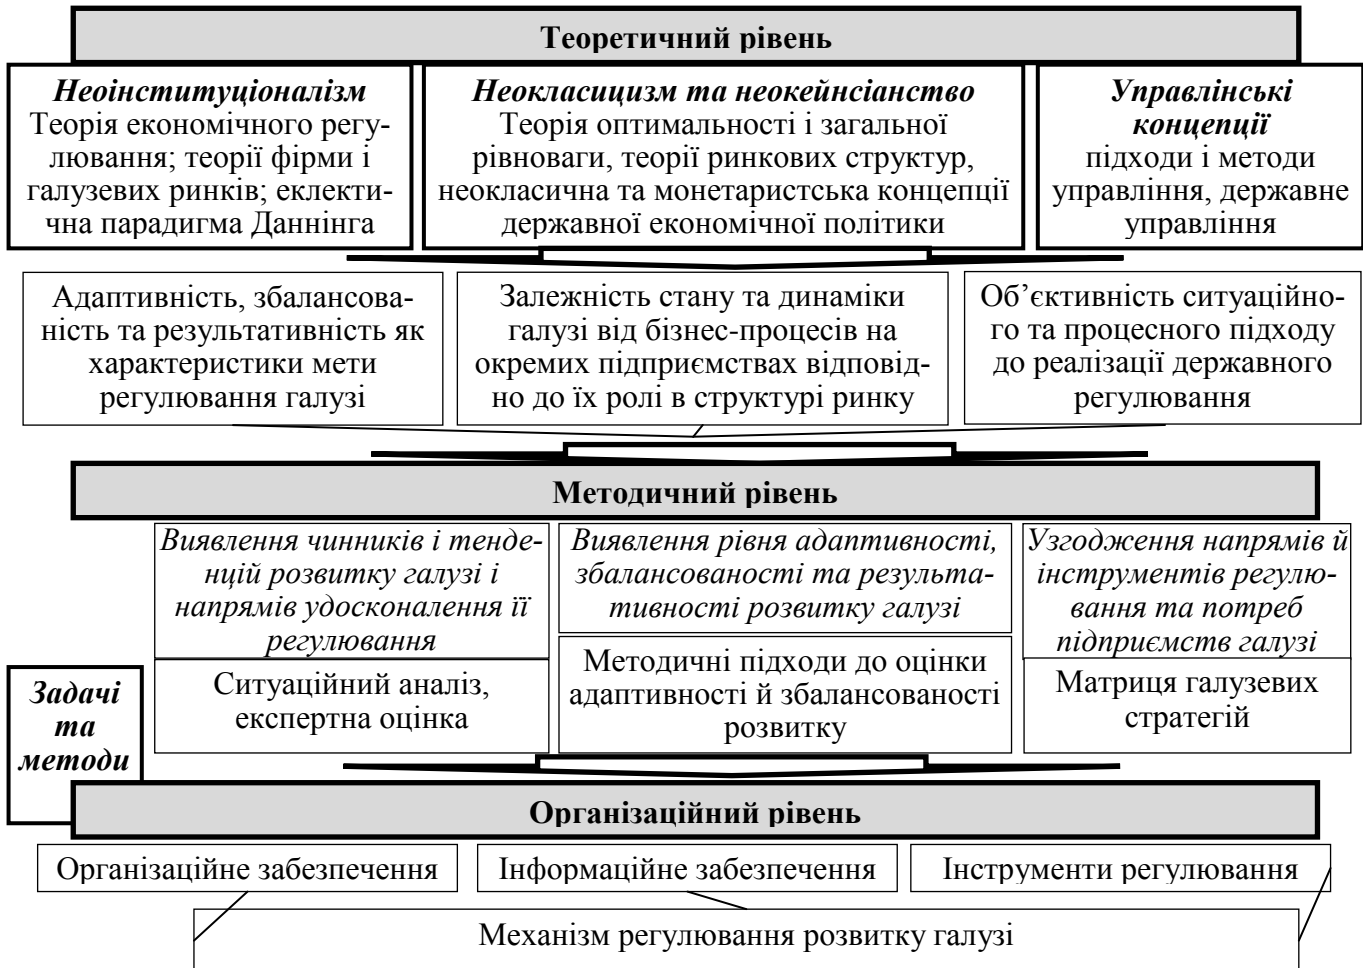 Теоретичний рівень
Неоінституціоналізм
Теорія економічного регу-
лювання; теорії фірми і
галузевих ринків; еклекти-
чна парадигма Даннінга
Неокласицизм та неокейнсіанство
Теорія оптимальності і загальної
рівноваги, теорії ринкових структур,
неокласична та монетаристська концепції
державної економічної політики
Управлінські
концепції
підходи і методи
управління, державне
управління
Адаптивність, збалансова-
ність та результативність як
характеристики мети
регулювання галузі
Залежність стану та динаміки
галузі від бізнес-процесів на
окремих підприємствах відповід-
но до їх ролі в структурі ринку
Об’єктивність ситуаційно-
го та процесного підходу
до реалізації державного
регулювання
Методичний рівень
Виявлення чинників і тенде-
нцій розвитку галузі і
напрямів удосконалення її
регулювання
Виявлення рівня адаптивності,
збалансованості та результа-
тивності розвитку галузі
Узгодження напрямів й
інструментів регулю-
вання та потреб
підприємств галузі
Задачі
та
методи
Ситуаційний аналіз,
експертна оцінка
Методичні підходи до оцінки
адаптивності й збалансованості
розвитку
Матриця галузевих
стратегій
Організаційний рівень
Організаційне забезпечення
Інформаційне забезпечення
Інструменти регулювання
Механізм регулювання розвитку галузі